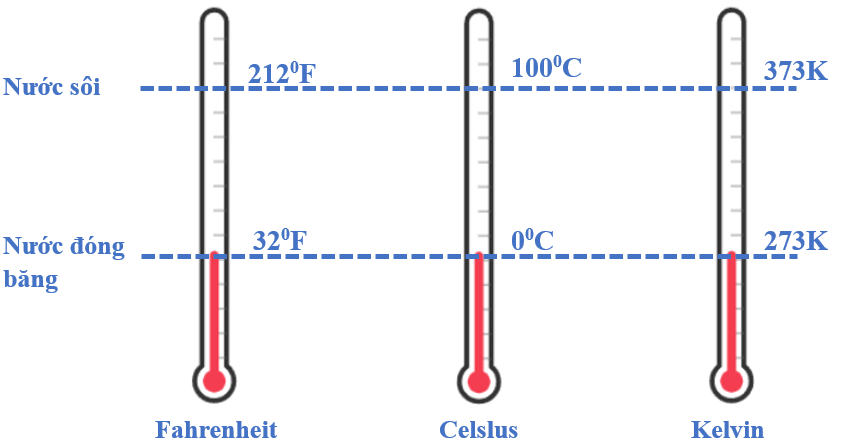 212⁰F
100⁰C
373K
Nước sôi
32⁰F
0⁰C
273K
Nước đóng
băng
Fahrenheit
Celslus
Kelvin